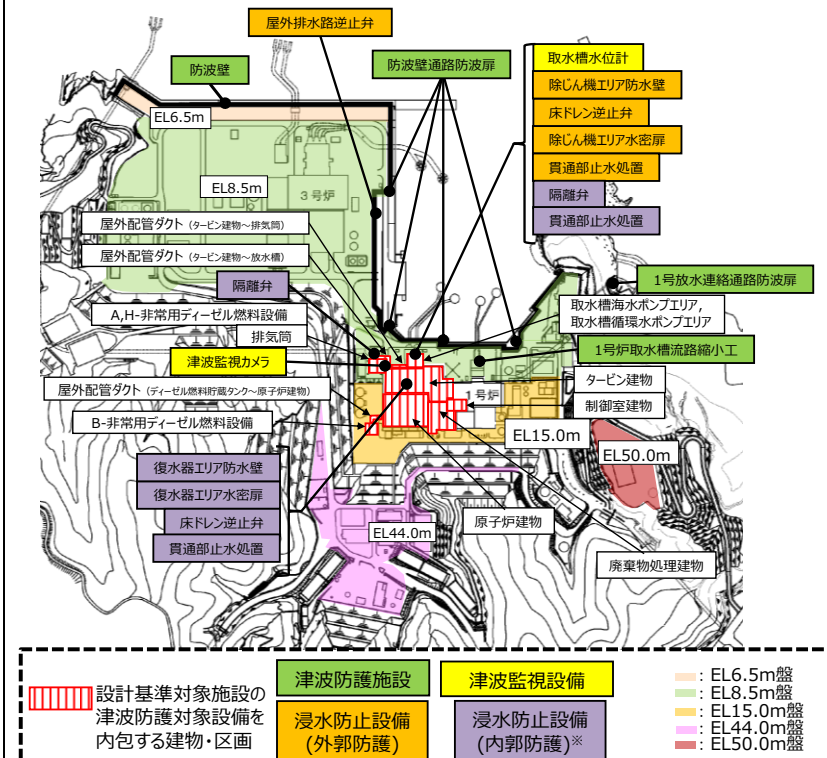 屋外排水路逆止弁
防波壁
防波壁通路防波扉
取水槽水位計
除じん機エリア防水壁
床ドレン逆止弁
除じん機エリア水密扉
貫通部止水処置
隔離弁
貫通部止水処置
EL6.5m
EL8.5m
3号炉
屋外配管ダクト（タービン建物～排気筒）
屋外配管ダクト（タービン建物～放水槽）
隔離弁
A,H-非常用ディーゼル燃料設備
排気筒
津波監視カメラ
屋外配管ダクト（ディーゼル燃料貯蔵タンク～原子炉建物）
B-非常用ディーゼル燃料設備
1号放水連絡通路防波扉
取水槽海水ポンプエリア,
取水槽循環水ポンプエリア
1号炉取水槽流路縮小工
タービン建物
1号炉
制御室建物
EL15.0m
EL50.0m
復水器エリア防水壁
復水器エリア水密扉
床ドレン逆止弁
貫通部止水処置
EL44.0m
原子炉建物
廃棄物処理建物
設計基準対象施設の
津波防護対象設備を
内包する建物・区画
津波防護施設
津波監視設備
浸水防止設備
(外郭防護)
浸水防止設備
(内郭防護)※
：EL6.5m盤
：EL8.5m盤
：EL15.0m盤
：EL44.0m盤
：EL50.0m盤